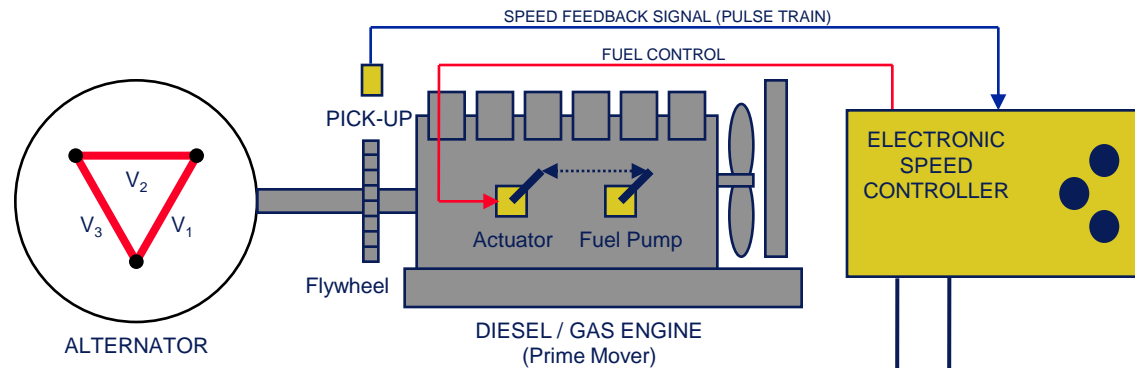 SPEED FEEDBACK SIGNAL (PULSE TRAIN)
FUEL CONTROL
PICK-UP
ELECTRONIC
SPEED
CONTROLLER
V2
V3
V1
Actuator
Fuel Pump
Flywheel
ALTERNATOR
DIESEL / GAS ENGINE
(Prime Mover)